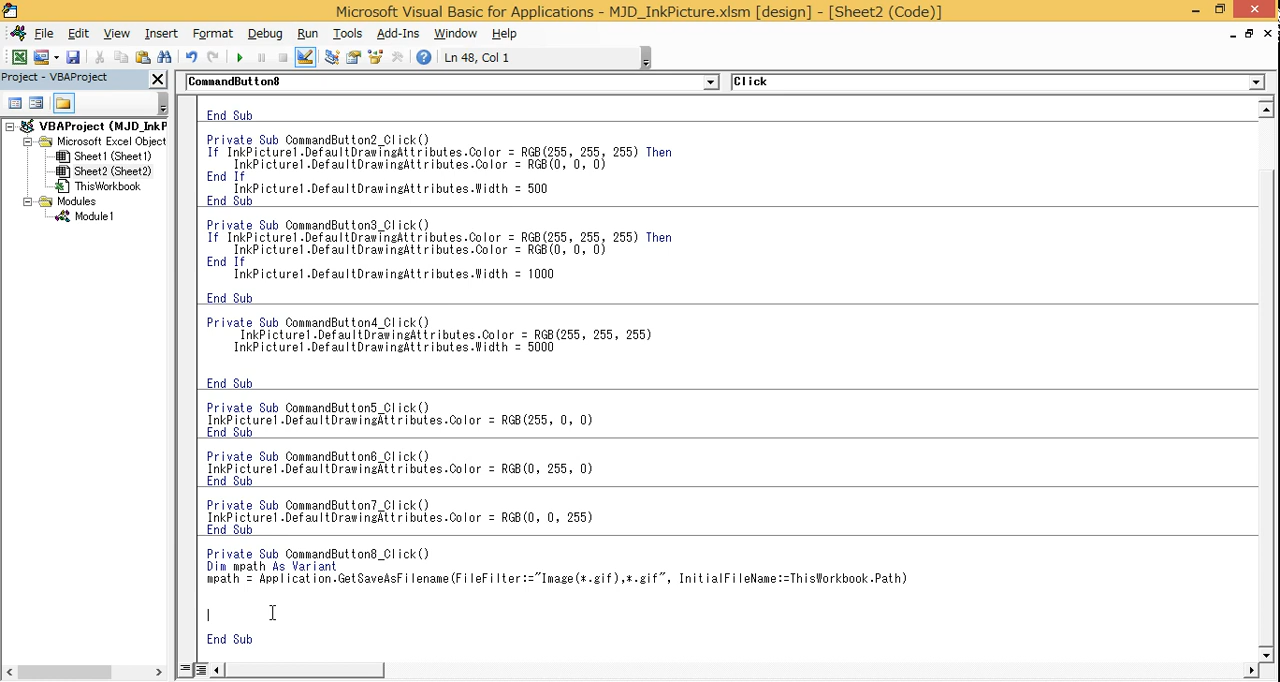 Microsoft Visual Basic for Applications - MJD_InkPicture.xlsm [design] - [Sheet2 (Code)]
File Edit View Insert Format Debug Run Tools Add-Ins Window Help
Ln 48, Col 1
Project - VBAProject
CommandButton8
Click
VBAProject (MJD_InkP
Microsoft Excel Object
Sheet1 (Sheet1)
Sheet2 (Sheet2)
ThisWorkbook
Modules
Module1
End Sub
Private Sub CommandButton2_Click()
If InkPicture1.DefaultDrawingAttributes.Color = RGB(255, 255, 255) Then
InkPicture1.DefaultDrawingAttributes.Color = RGB(0, 0, 0)
End If
InkPicture1.DefaultDrawingAttributes.Width = 500
End Sub
Private Sub CommandButton3_Click()
If InkPicture1.DefaultDrawingAttributes.Color = RGB(255, 255, 255) Then
InkPicture1.DefaultDrawingAttributes.Color = RGB(0, 0, 0)
End If
InkPicture1.DefaultDrawingAttributes.Width = 1000
End Sub
Private Sub CommandButton4_Click()
InkPicture1.DefaultDrawingAttributes.Color = RGB(255, 255, 255)
InkPicture1.DefaultDrawingAttributes.Width = 5000
End Sub
Private Sub CommandButton5_Click()
InkPicture1.DefaultDrawingAttributes.Color = RGB(255, 0, 0)
End Sub
Private Sub CommandButton6_Click()
InkPicture1.DefaultDrawingAttributes.Color = RGB(0, 255, 0)
End Sub
Private Sub CommandButton7_Click()
InkPicture1.DefaultDrawingAttributes.Color = RGB(0, 0, 255)
End Sub
Private Sub CommandButton8_Click()
Dim mpath As Variant
mpath = Application.GetSaveAsFilename(FileFilter:="Image(*.gif),*.gif", InitialFileName:=ThisWorkbook.Path)
End Sub